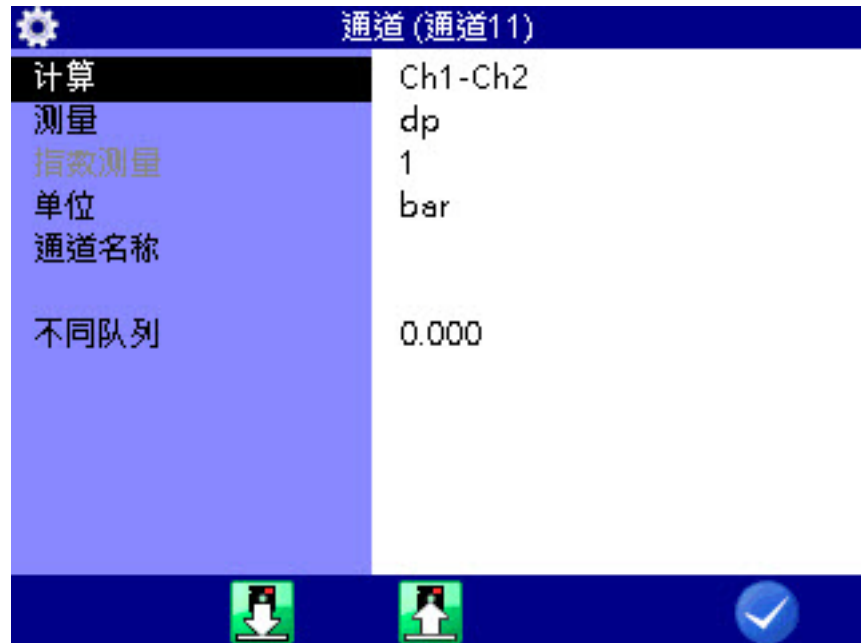 通道 (通道11)
计算 Ch1-Ch2
测量 dp
指数测量 1
单位 bar
通道名称
不同队列 0.000